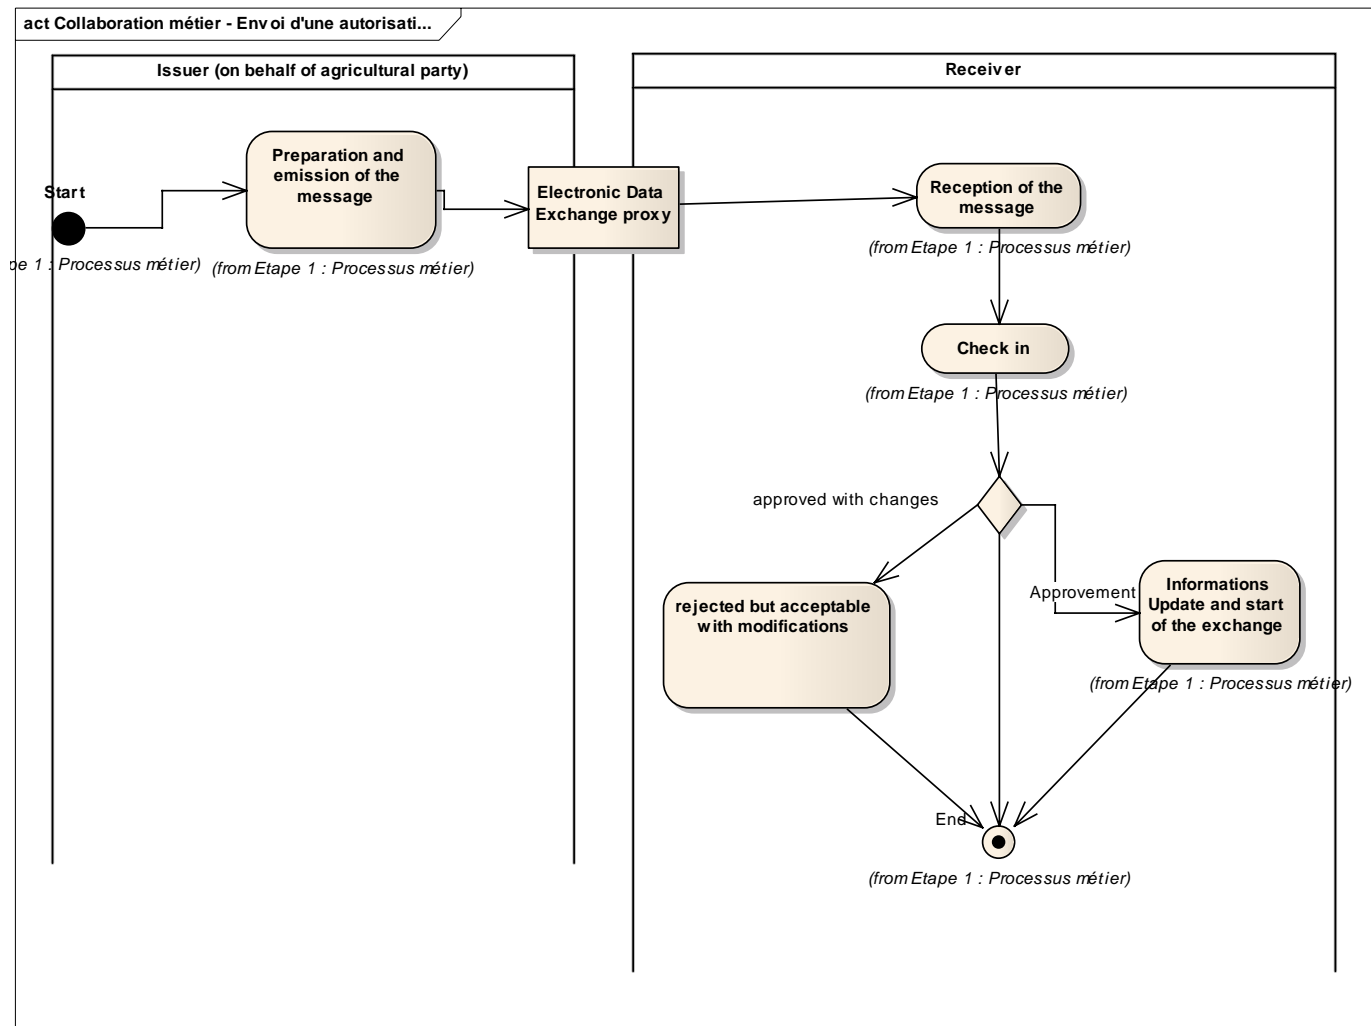 act Collaboration métier - Envoi d'une autorisati...
Issuer (on behalf of agricultural party)
Receiver
Start
Preparation and
emission of the
message
Electronic Data
Exchange proxy
Reception of the
message
pe 1 : Processus métier)
(from Etape 1 : Processus métier)
(from Etape 1 : Processus métier)
Check in
(from Etape 1 : Processus métier)
approved with changes
rejected but acceptable
with modifications
Approvement
Informations
Update and start
of the exchange
(from Etape 1 : Processus métier)
End
(from Etape 1 : Processus métier)